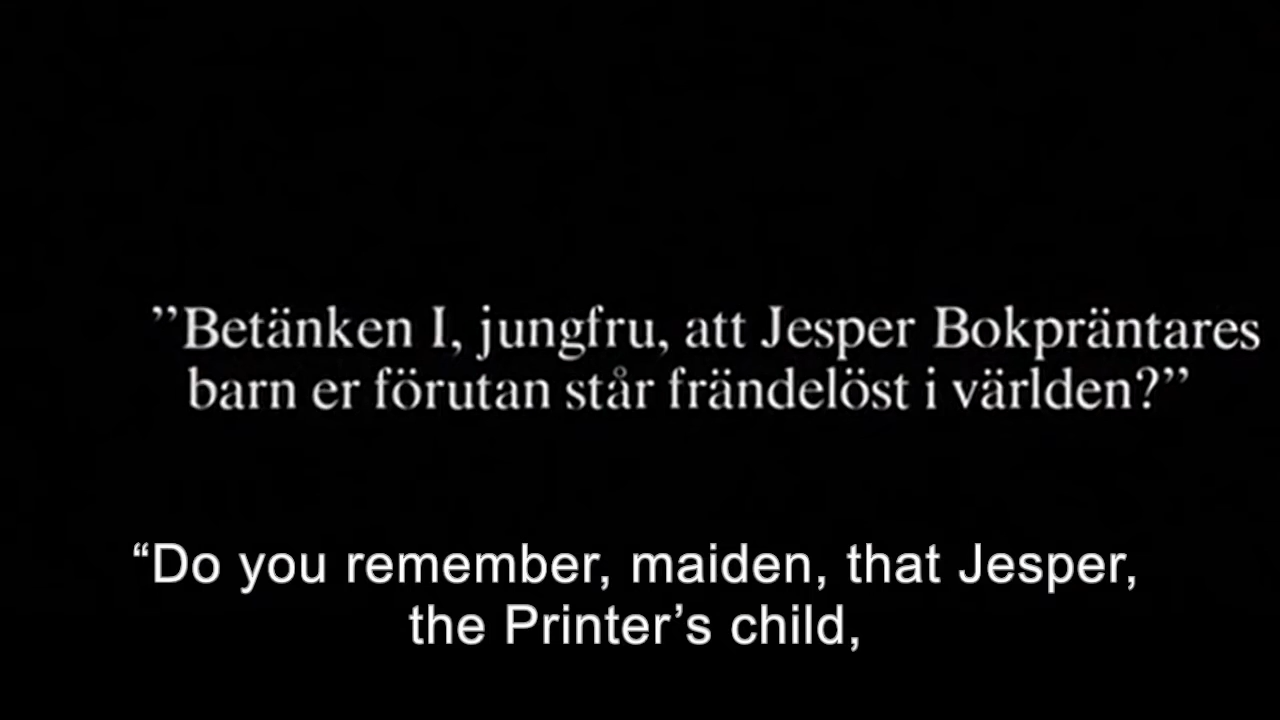 ”Betänken I, jungfru, att Jesper Bokpräntares
barn er förutan står frändelöst i världen?”
“Do you remember, maiden, that Jesper,
the Printer’s child,